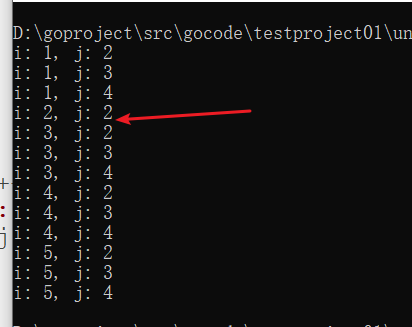 D:\goproject\src\gocode\testproject01\un
i: 1, j: 2
i: 1, j: 3
i: 1, j: 4
i: 2, j: 2
i: 3, j: 2
i: 3, j: 3
i: 3, j: 4
i: 4, j: 2
i: 4, j: 3
i: 4, j: 4
i: 5, j: 2
i: 5, j: 3
i: 5, j: 4
+
:
j